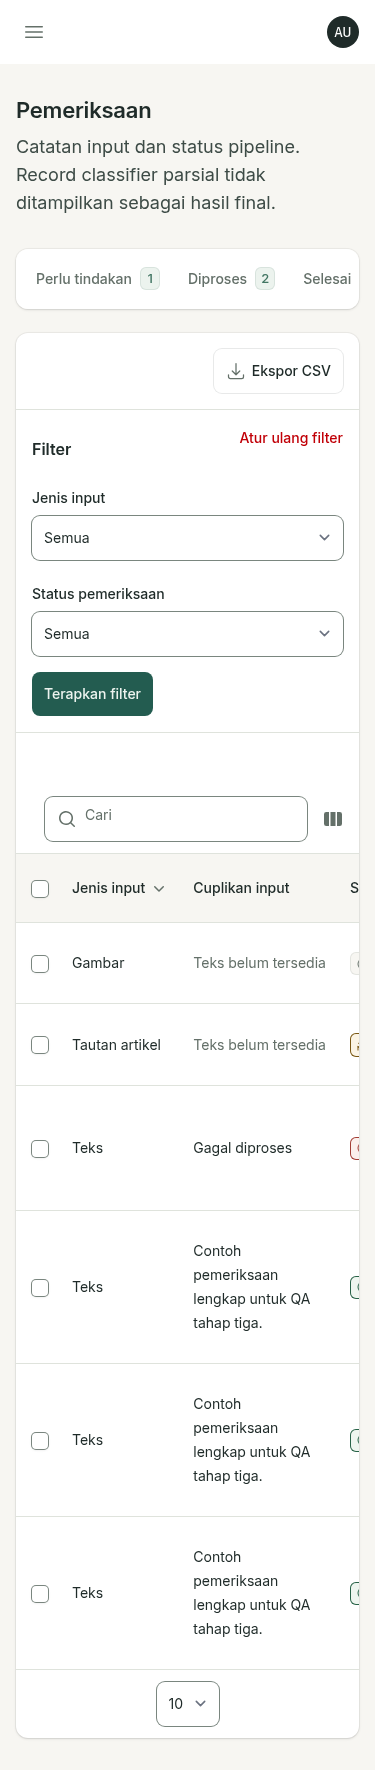 AU
Pemeriksaan
Catatan input dan status pipeline.
Record classifier parsial tidak
ditampilkan sebagai hasil final.
Perlu tindakan 1 Diproses 2 Selesai
Ekspor CSV
Filter
Atur ulang filter
Jenis input
Semua
Status pemeriksaan
Semua
Terapkan filter
Cari
Jenis input Cuplikan input S
Gambar Teks belum tersedia
Tautan artikel Teks belum tersedia
Teks Gagal diproses
Teks
Contoh
pemeriksaan
lengkap untuk QA
tahap tiga.
Teks
Contoh
pemeriksaan
lengkap untuk QA
tahap tiga.
Teks
Contoh
pemeriksaan
lengkap untuk QA
tahap tiga.
10